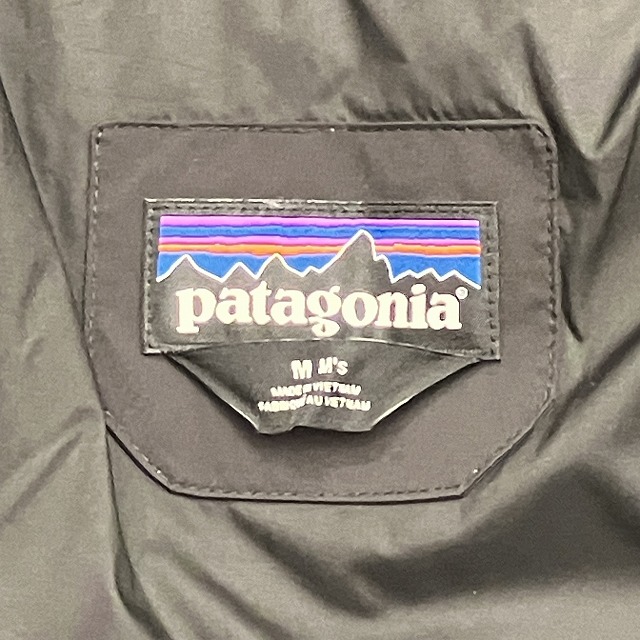 patagonia®
M M's
MADE IN VIETNAM
FABRIQUÉ AU VIETNAM